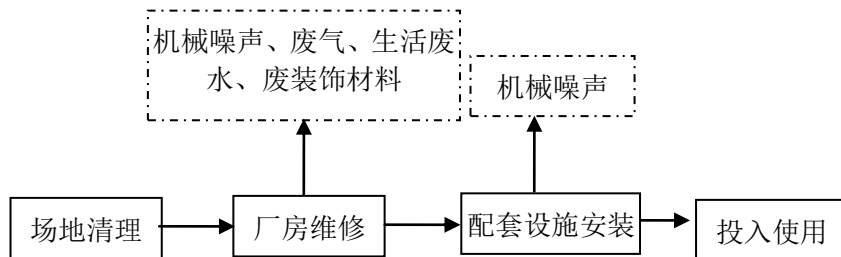 机械噪声、废气、生活废
水、废装饰材料
机械噪声
场地清理
厂房维修
配套设施安装
投入使用